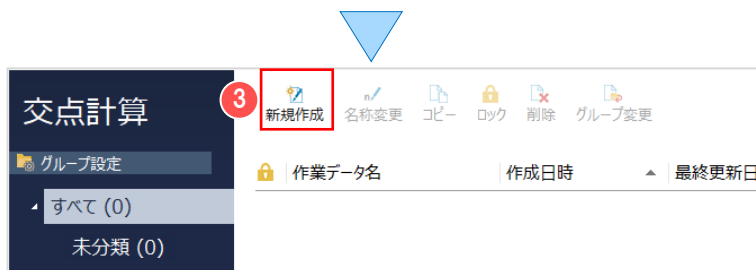 交点計算
3
新規作成 名称変更 コピー ロック 削除 グループ変更
グループ設定
作業データ名 作成日時 最終更新日
すべて (0)
未分類 (0)